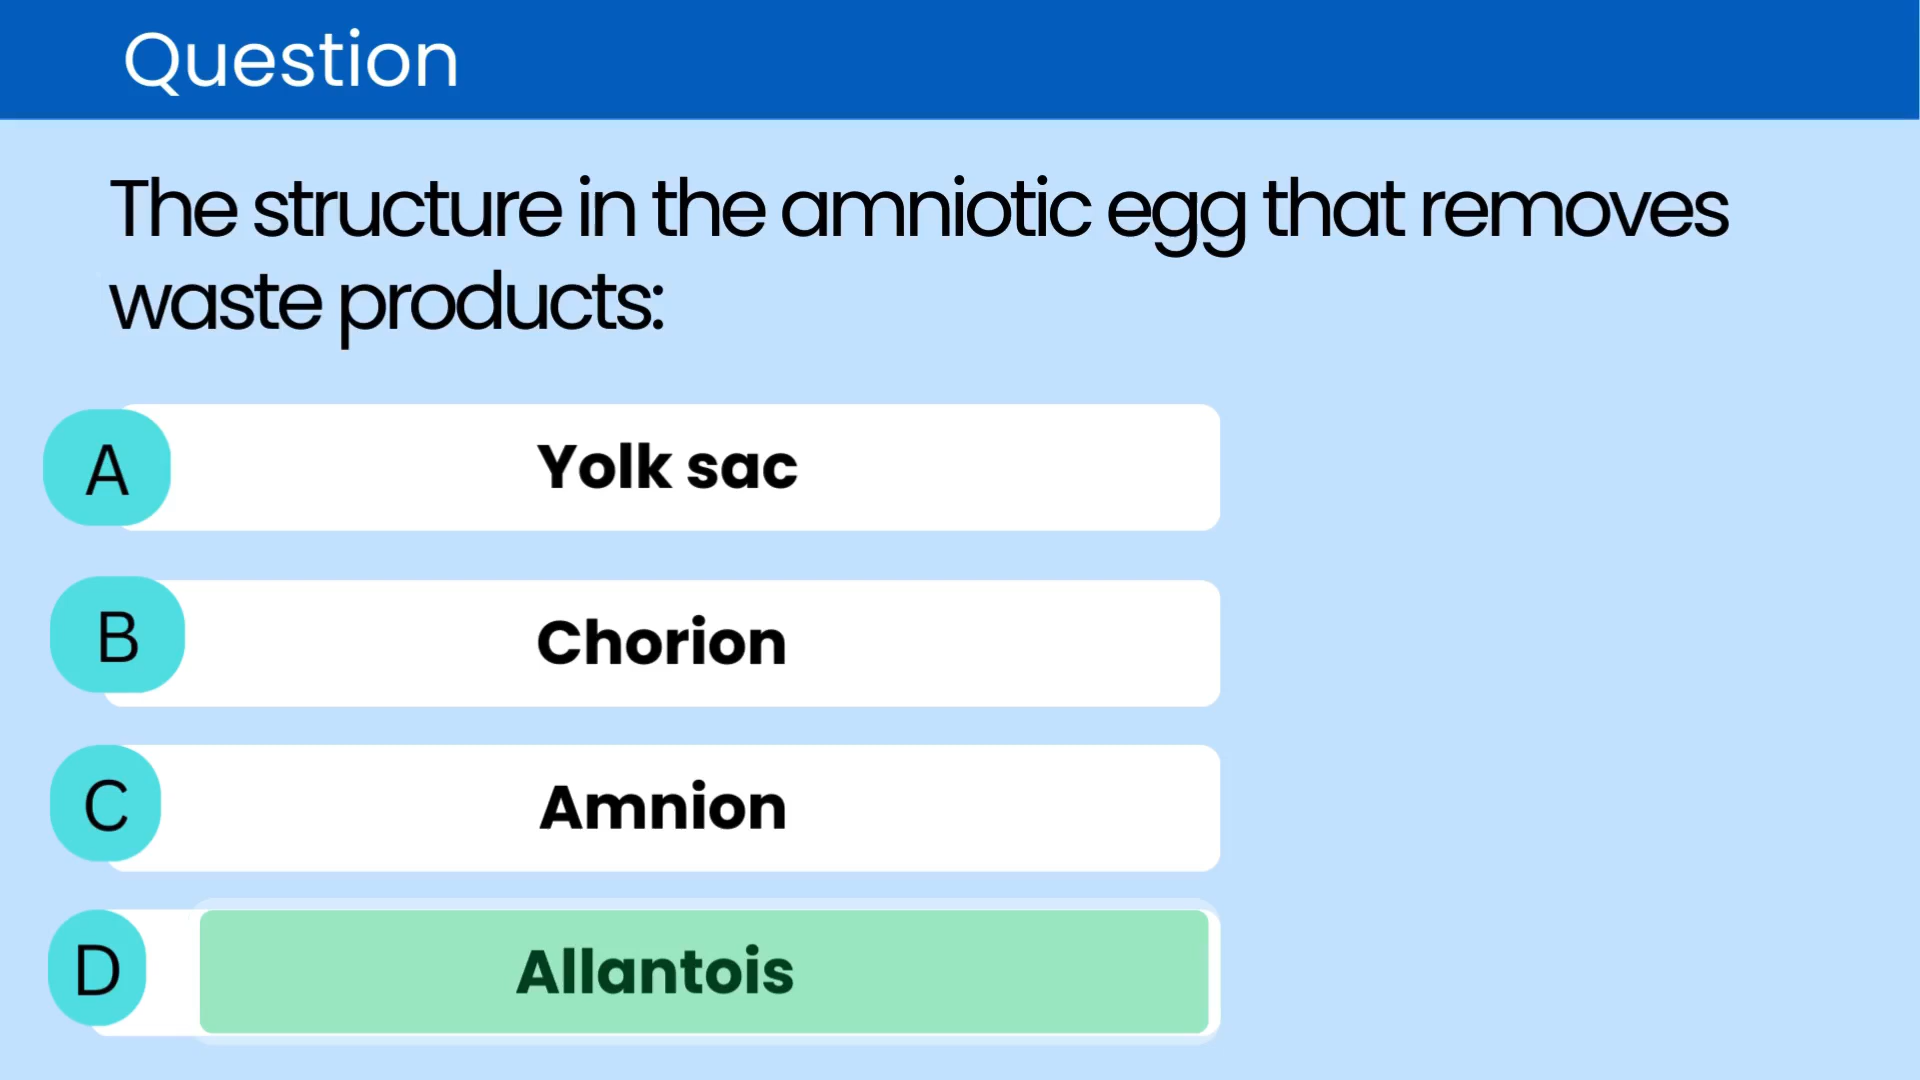 Question
The structure in the amniotic egg that removes
waste products:
A Yolk sac
B Chorion
C Amnion
D Allantois